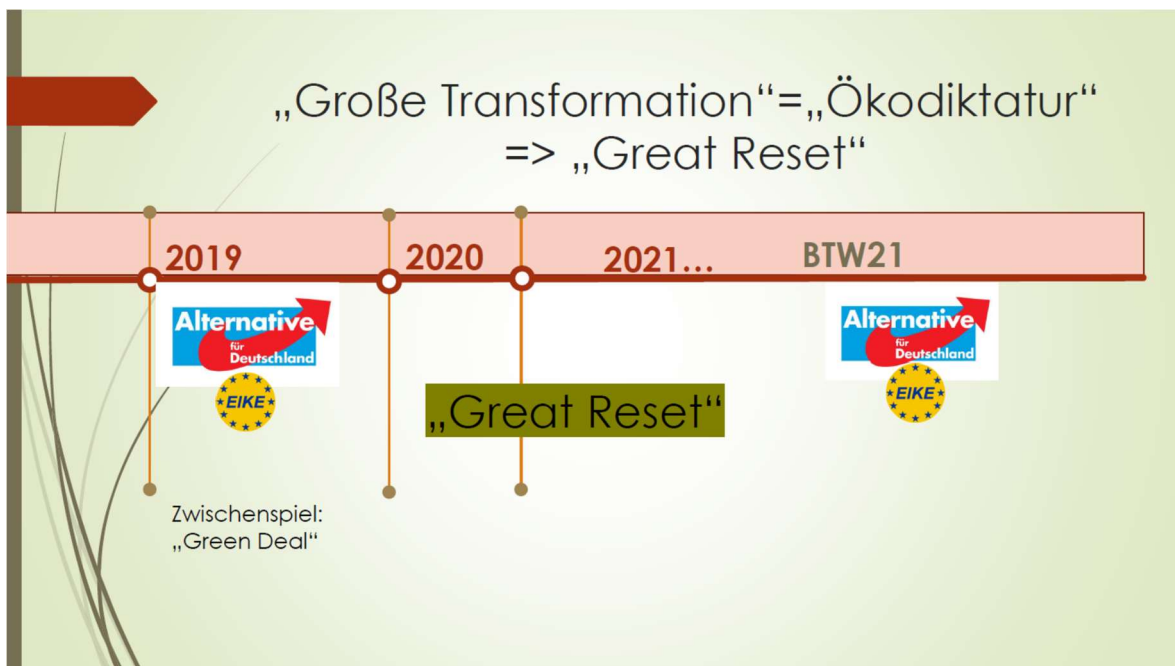 „Große Transformation“=„Ökodiktatur“
=> „Great Reset“
2019
2020
2021...
BTW21
Alternative
für
Deutschland
EIKE
Alternative
für
Deutschland
EIKE
„Great Reset“
Zwischenspiel:
„Green Deal“